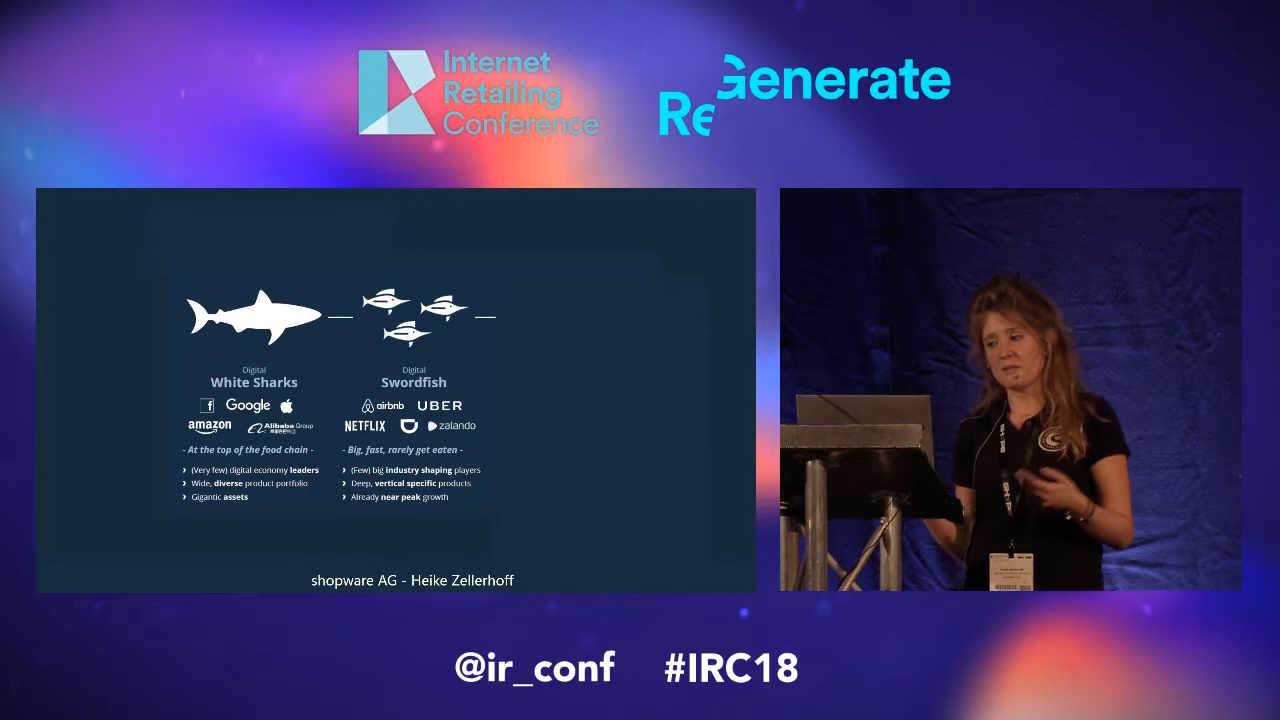 Internet
Retailing
Conference
ReGenerate
Digital
White Sharks
f Google
amazon Alibaba Group
- At the top of the food chain -
› (Very few) digital economy leaders
› Wide, diverse product portfolio
› Gigantic assets
Digital
Swordfish
airbnb UBER
NETFLIX zalando
- Big, fast, rarely get eaten -
› (Few) big industry shaping players
› Deep, vertical specific products
› Already near peak growth
shopware AG - Heike Zellerhoff
@ir_conf #IRC18